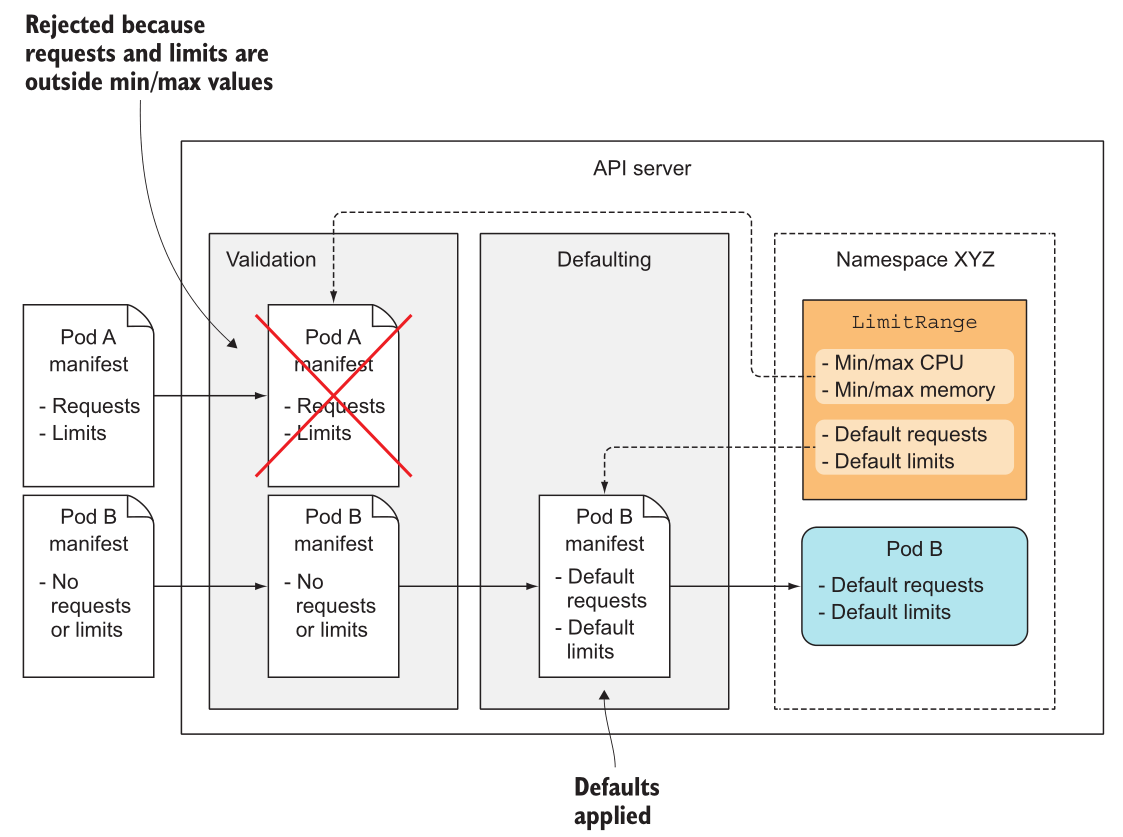 Rejected because
requests and limits are
outside min/max values
API server
Validation
Defaulting
Namespace XYZ
Pod A
manifest
- Requests
- Limits
Pod A
manifest
- Requests
- Limits
LimitRange
- Min/max CPU
- Min/max memory
- Default requests
- Default limits
Pod B
manifest
- No
requests
or limits
Pod B
manifest
- No
requests
or limits
Pod B
manifest
- Default
requests
- Default
limits
Pod B
- Default requests
- Default limits
Defaults
applied